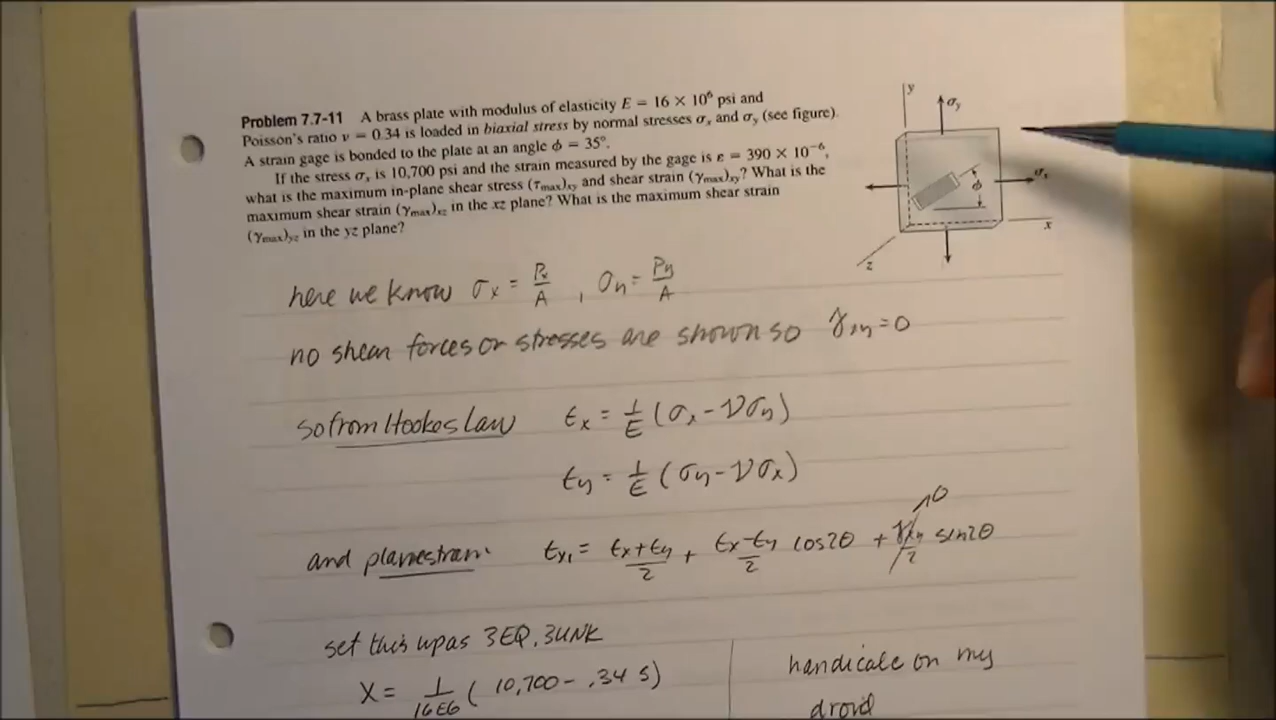 Problem 7.7-11 A brass plate with modulus of elasticity E = 16 × 10⁶ psi and
Poisson's ratio ν = 0.34 is loaded in biaxial stress by normal stresses σₓ and σᵧ (see figure).
A strain gage is bonded to the plate at an angle ϕ = 35°.
If the stress σₓ is 10,700 psi and the strain measured by the gage is ε = 390 × 10⁻⁶,
what is the maximum in-plane shear stress (τmax)xy and shear strain (γmax)xy? What is the
maximum shear strain (γmax)xz in the xz plane? What is the maximum shear strain
(γmax)yz in the yz plane?
y
σy
σx
ϕ
x
z
here we know σx = Px/A , σy = Py/A
no shear forces or stresses are shown so γxy = 0
so from Hookes Law εx = 1/E (σx - νσy)
εy = 1/E (σy - νσx)
and planestrain εx1 = (εx + εy)/2 + (εx - εy)/2 cos2θ + γxy/2 sin2θ
0
set this up as 3EQ, 3UNK
X = 1/16E6 ( 10,700 - .34 S)
handicalc on my
droid